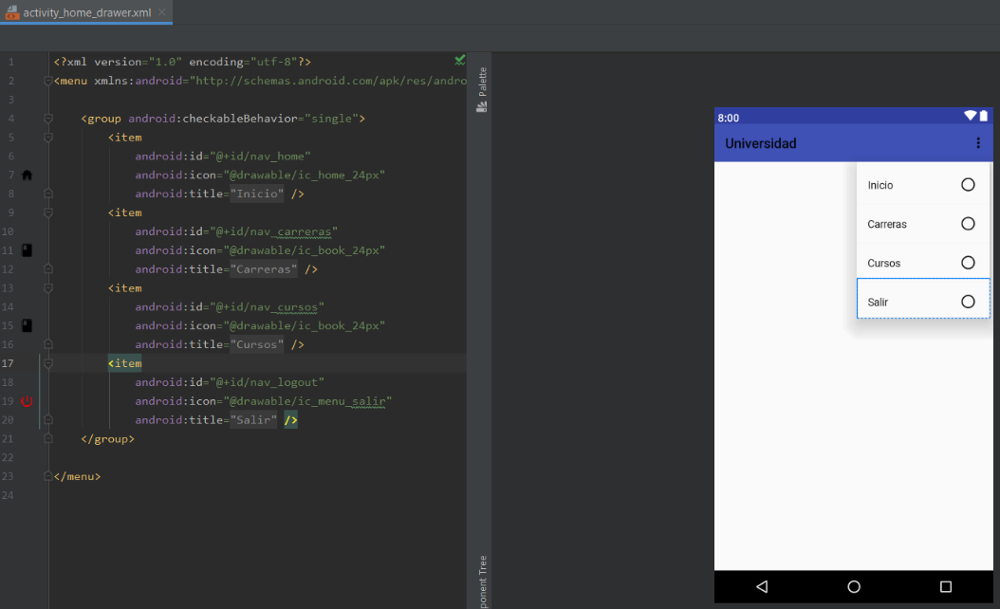 activity_home_drawer.xml
1 <?xml version="1.0" encoding="utf-8"?>
2 <menu xmlns:android="http://schemas.android.com/apk/res/andro
3
4 <group android:checkableBehavior="single">
5 <item
6 android:id="@+id/nav_home"
7 android:icon="@drawable/ic_home_24px"
8 android:title="Inicio" />
9 <item
10 android:id="@+id/nav_carreras"
11 android:icon="@drawable/ic_book_24px"
12 android:title="Carreras" />
13 <item
14 android:id="@+id/nav_cursos"
15 android:icon="@drawable/ic_book_24px"
16 android:title="Cursos" />
17 <item
18 android:id="@+id/nav_logout"
19 android:icon="@drawable/ic_menu_salir"
20 android:title="Salir" />
21 </group>
22
23 </menu>
24
Palette
ponent Tree
8:00
Universidad
Inicio
Carreras
Cursos
Salir